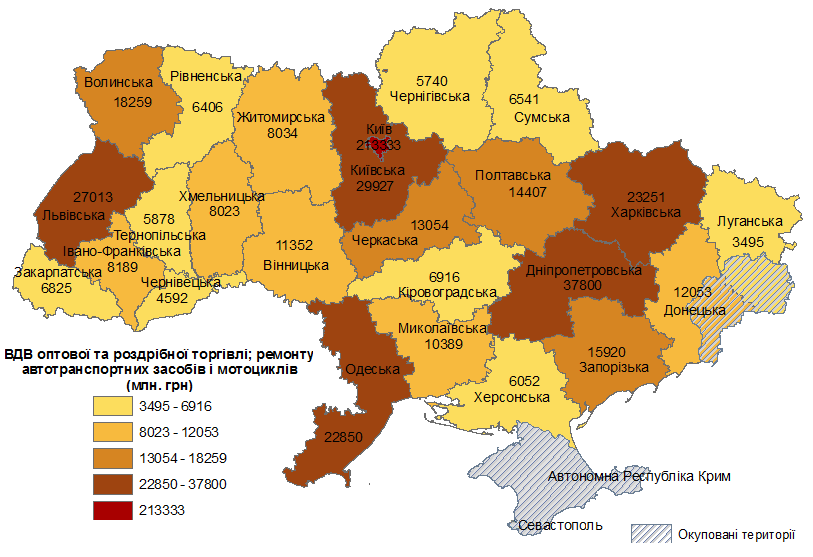 5740
Чернігівська
6541
Сумська
Рівненська
6406
Волинська
18259
Житомирська
8034
Київ
213333
Київська
29927
Полтавська
14407
23251
Харківська
27013
Львівська
Хмельницька
8023
5878
Тернопільська
13054
Черкаська
Луганська
3495
Івано-Франківська
8189
11352
Вінницька
Закарпатська
6825
Чернівецька
4592
6916
Кіровоградська
Дніпропетровська
37800
12053
Донецька
Миколаївська
10389
15920
Запорізька
Одеська
22850
6052
Херсонська
Автономна Республіка Крим
Севастополь
ВДВ оптової та роздрібної торгівлі; ремонту
автотранспортних засобів і мотоциклів
(млн. грн)
3495 - 6916
8023 - 12053
13054 - 18259
22850 - 37800
213333
Окуповані території